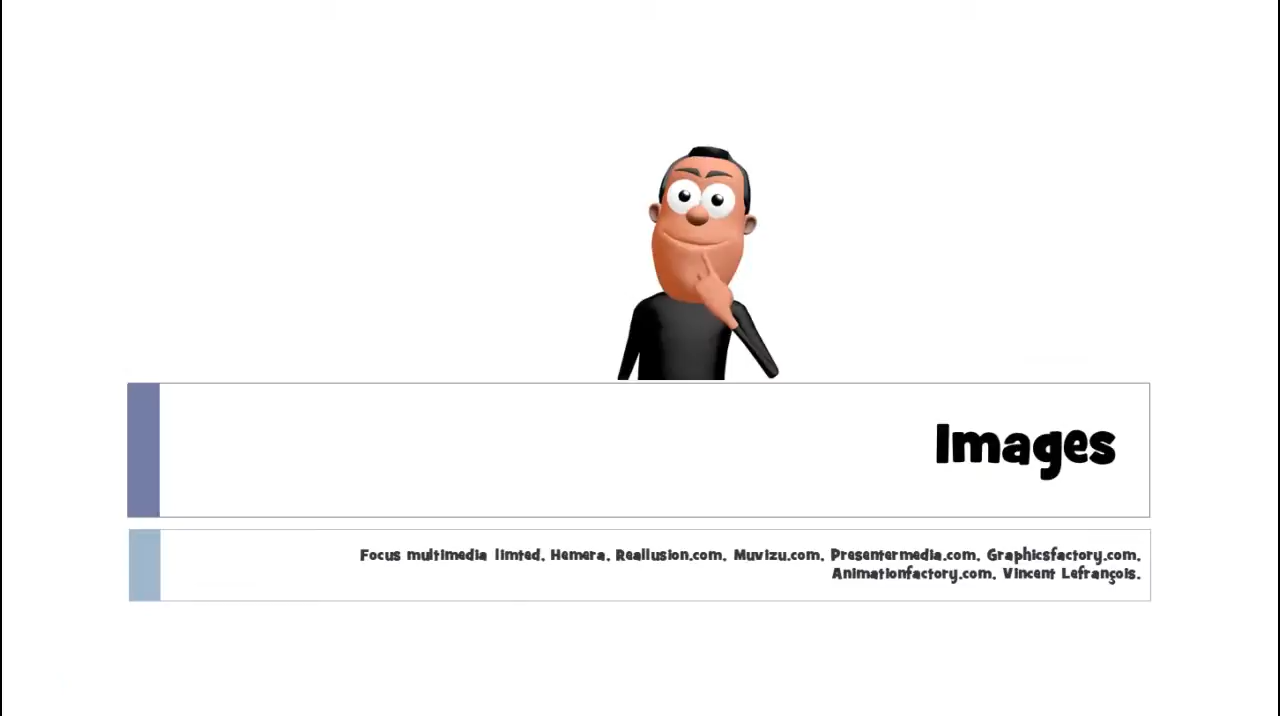 Images
Focus multimedia limted, Hemera, Reallusion.com, Muvizu.com, Presentermedia.com, Graphicsfactory.com,
Animationfactory.com, Vincent Lefrançois.